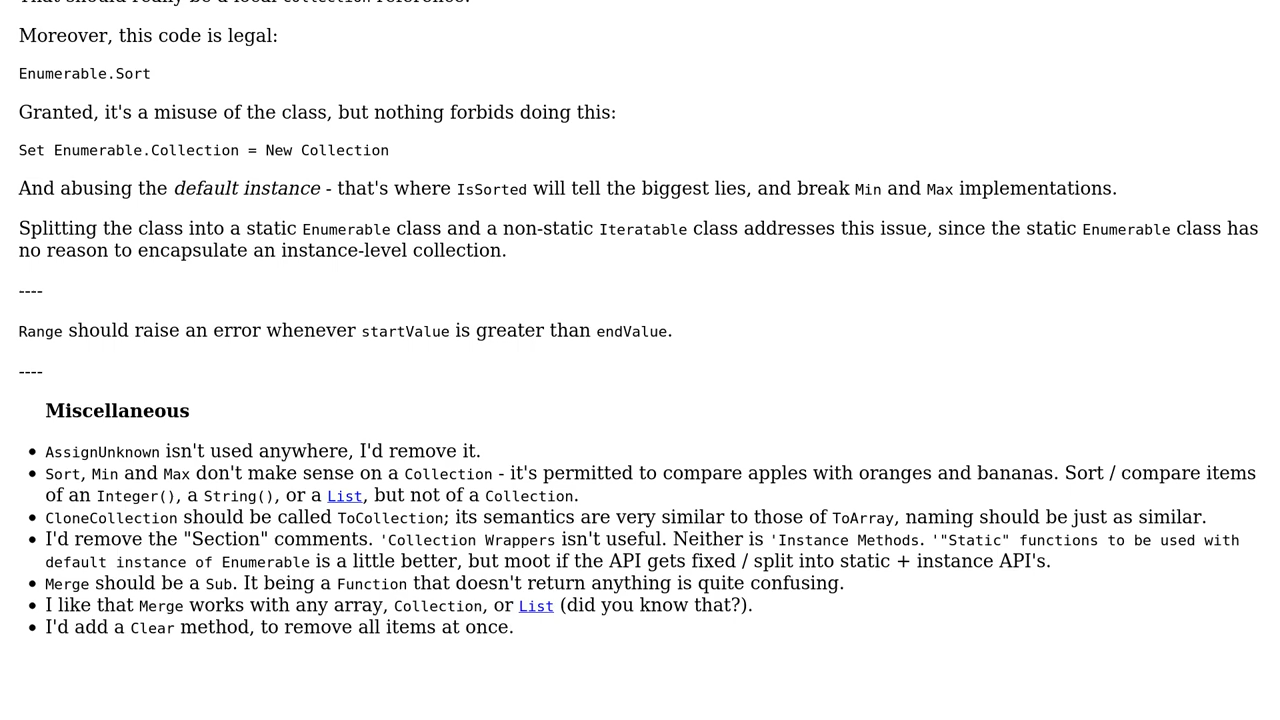 That should really be a local Collection reference.
Moreover, this code is legal:
Enumerable.Sort
Granted, it's a misuse of the class, but nothing forbids doing this:
Set Enumerable.Collection = New Collection
And abusing the default instance - that's where IsSorted will tell the biggest lies, and break Min and Max implementations.
Splitting the class into a static Enumerable class and a non-static Iteratable class addresses this issue, since the static Enumerable class has
no reason to encapsulate an instance-level collection.
----
Range should raise an error whenever startValue is greater than endValue.
----
Miscellaneous
• AssignUnknown isn't used anywhere, I'd remove it.
• Sort, Min and Max don't make sense on a Collection - it's permitted to compare apples with oranges and bananas. Sort / compare items
of an Integer(), a String(), or a List, but not of a Collection.
• CloneCollection should be called ToCollection; its semantics are very similar to those of ToArray, naming should be just as similar.
• I'd remove the "Section" comments. 'Collection Wrappers isn't useful. Neither is 'Instance Methods. '"Static" functions to be used with
default instance of Enumerable is a little better, but moot if the API gets fixed / split into static + instance API's.
• Merge should be a Sub. It being a Function that doesn't return anything is quite confusing.
• I like that Merge works with any array, Collection, or List (did you know that?).
• I'd add a Clear method, to remove all items at once.